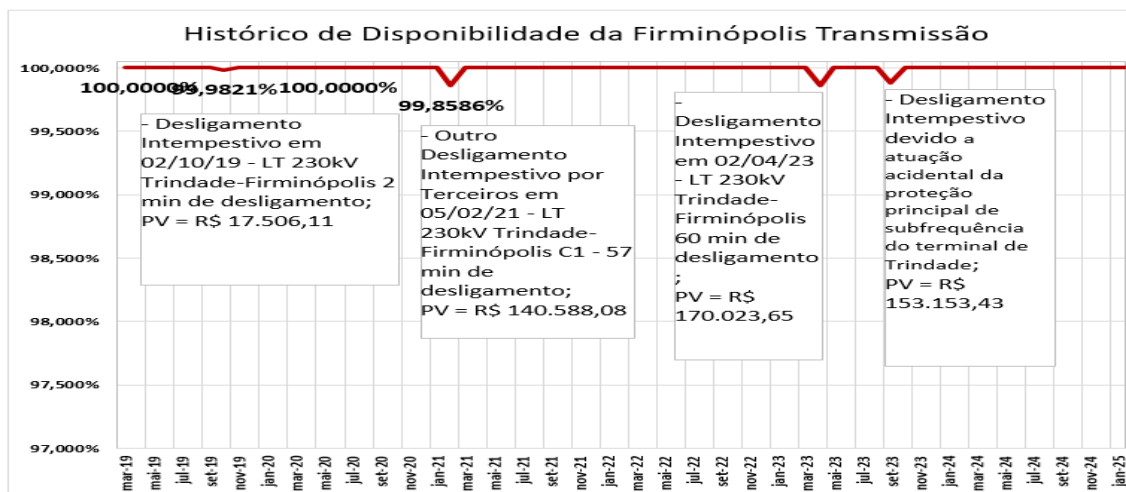 Histórico de Disponibilidade da Firminópolis Transmissão
100,000%
99,500%
99,000%
98,500%
98,000%
97,500%
97,000%
100,0000%
99,9821%
100,0000%
99,8586%
- Desligamento
Intempestivo em
02/10/19 - LT 230kV
Trindade-Firminópolis 2
min de desligamento;
PV = R$ 17.506,11
- Outro
Desligamento
Intempestivo por
Terceiros em
05/02/21 - LT
230kV Trindade-
Firminópolis C1 - 57
min de
desligamento;
PV = R$ 140.588,08
-
Desligamento
Intempestivo
em 02/04/23
- LT 230kV
Trindade-
Firminópolis
60 min de
desligamento
;
PV = R$
170.023,65
- Desligamento
Intempestivo
devido a
atuação
acidental da
proteção
principal de
subfrequência
do terminal de
Trindade;
PV = R$
153.153,43
mar-19
mai-19
jul-19
set-19
nov-19
jan-20
mar-20
mai-20
jul-20
set-20
nov-20
jan-21
mar-21
mai-21
jul-21
set-21
nov-21
jan-22
mar-22
mai-22
jul-22
set-22
nov-22
jan-23
mar-23
mai-23
jul-23
set-23
nov-23
jan-24
mar-24
mai-24
jul-24
set-24
nov-24
jan-25